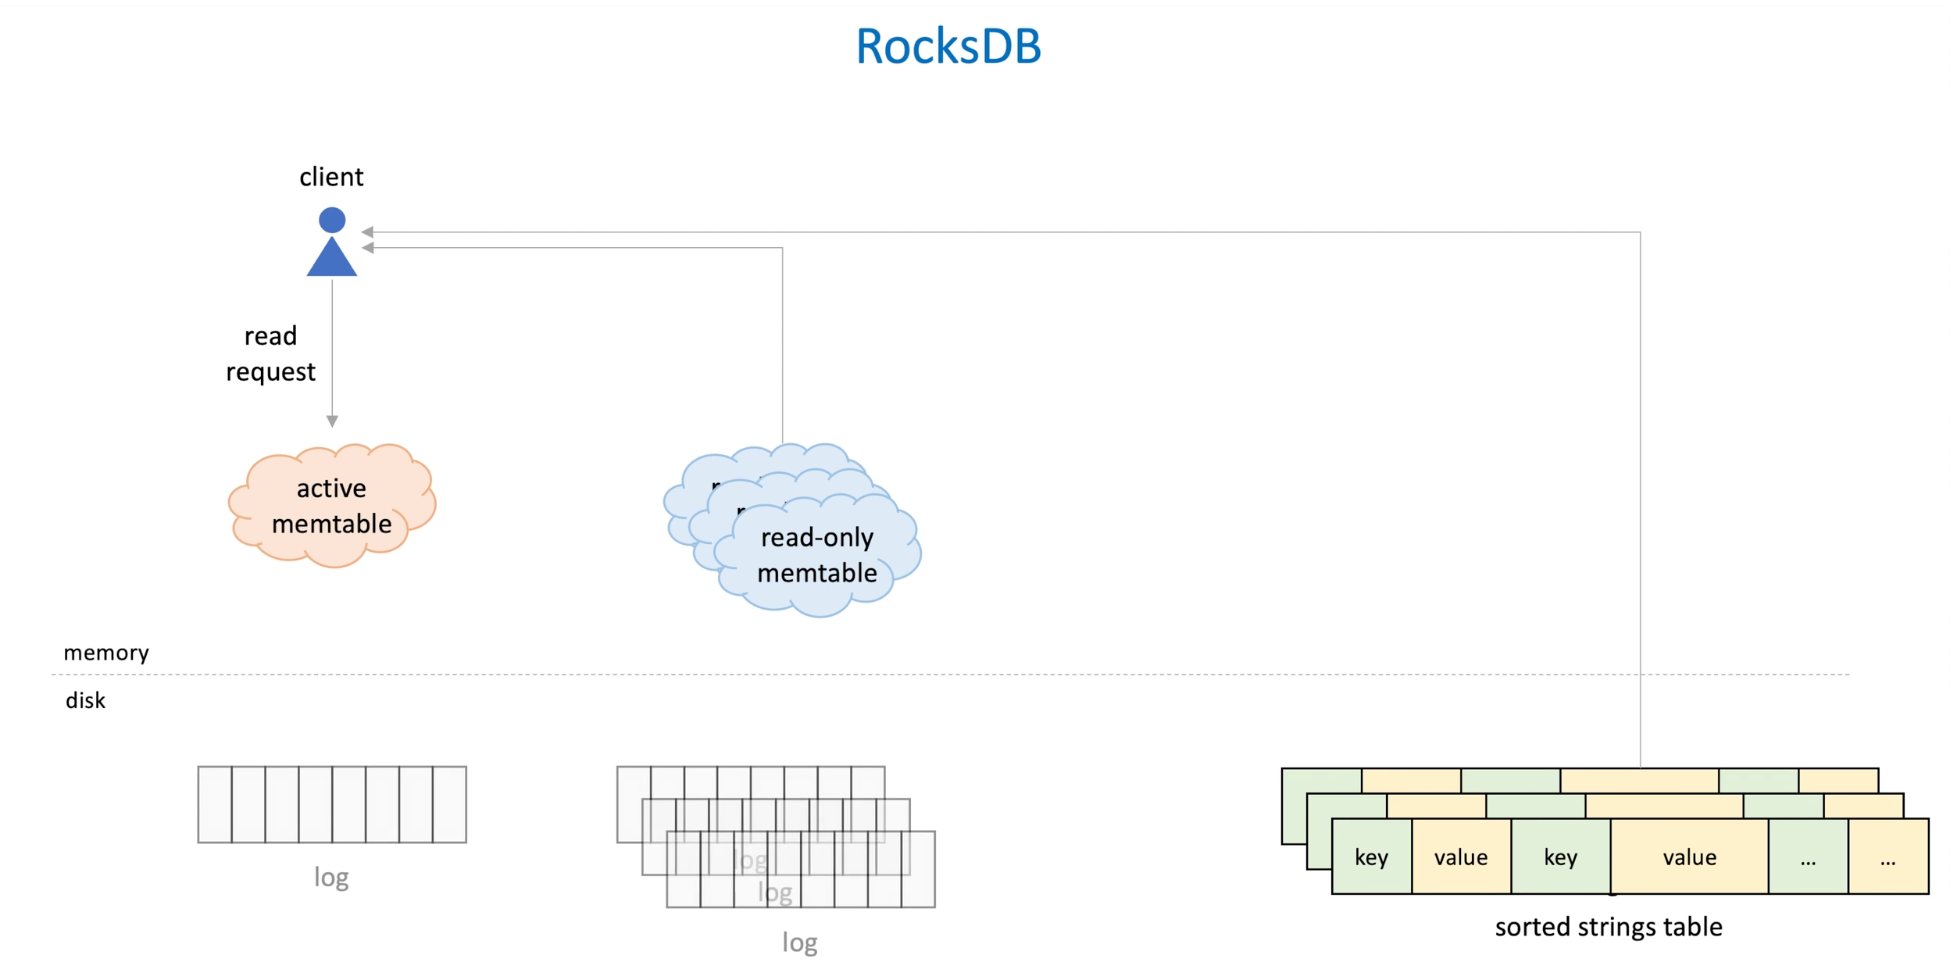 RocksDB
client
read
request
active
memtable
read-only
memtable
memory
disk
log
log
log
log
key
value
key
value
...
...
sorted strings table